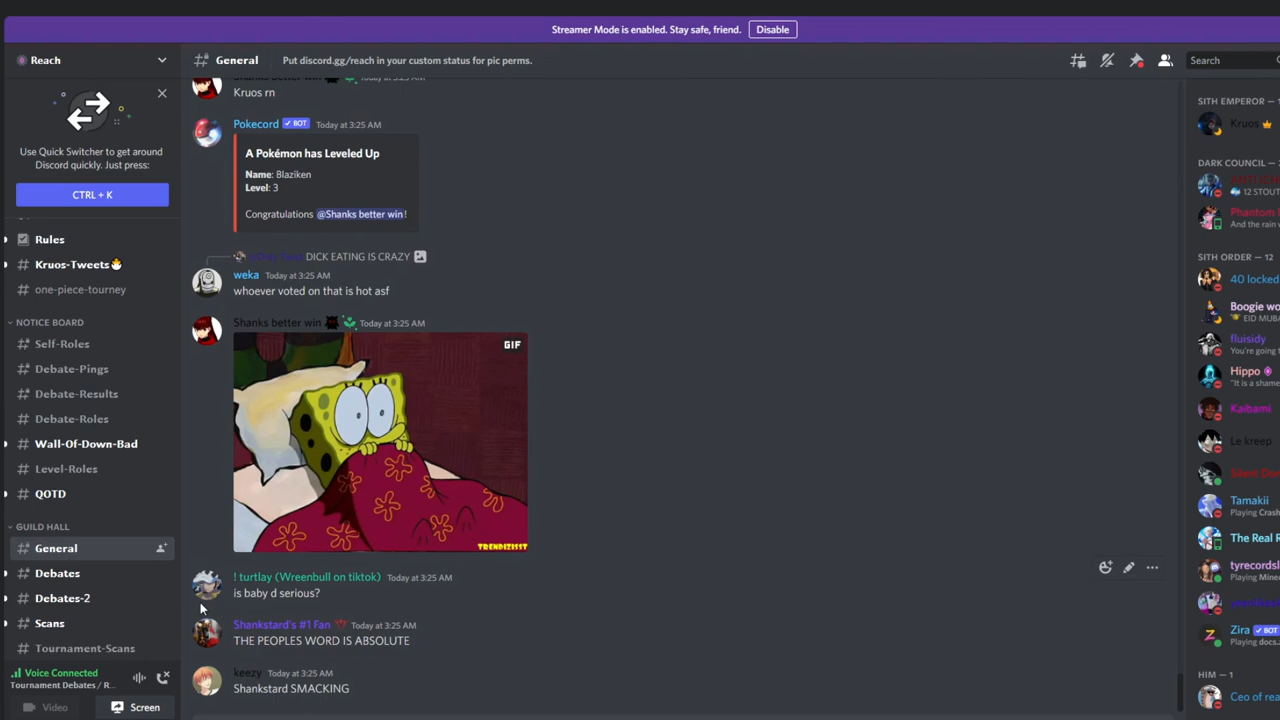 Streamer Mode is enabled. Stay safe, friend.
Disable
Reach
General
Put discord.gg/reach in your custom status for pic perms.
Search
Use Quick Switcher to get around
Discord quickly. Just press:
CTRL + K
Rules
Kruos-Tweets
one-piece-tourney
NOTICE BOARD
Self-Roles
Debate-Pings
Debate-Results
Debate-Roles
Wall-Of-Down-Bad
Level-Roles
QOTD
GUILD HALL
General
Debates
Debates-2
Scans
Tournament-Scans
Voice Connected
Tournament Debates / R...
Video
Screen
Shanks better win Today at 3:25 AM
Kruos rn
Pokecord BOT Today at 3:25 AM
A Pokémon has Leveled Up
Name: Blaziken
Level: 3
Congratulations @Shanks better win!
DICK EATING IS CRAZY
weka Today at 3:25 AM
whoever voted on that is hot asf
Shanks better win Today at 3:25 AM
GIF
TRENDIZISST
! turtlay (Wreenbull on tiktok) Today at 3:25 AM
is baby d serious?
Shankstard's #1 Fan Today at 3:25 AM
THE PEOPLES WORD IS ABSOLUTE
keezy Today at 3:25 AM
Shankstard SMACKING
SITH EMPEROR — 1
Kruos
DARK COUNCIL — 2
12 STOUT
Phantom
And the rain
SITH ORDER — 12
40 locked
Boogie wo
EID MUBA
fluisidy
You're going
Hippo
"It is a shame
Kaibami
Le kreep
Silent Do
Tamakii
Playing Crash
The Real R
tyrecordsl
Playing Mine
Zira BOT
Playing docs.
HIM — 1
Ceo of rea